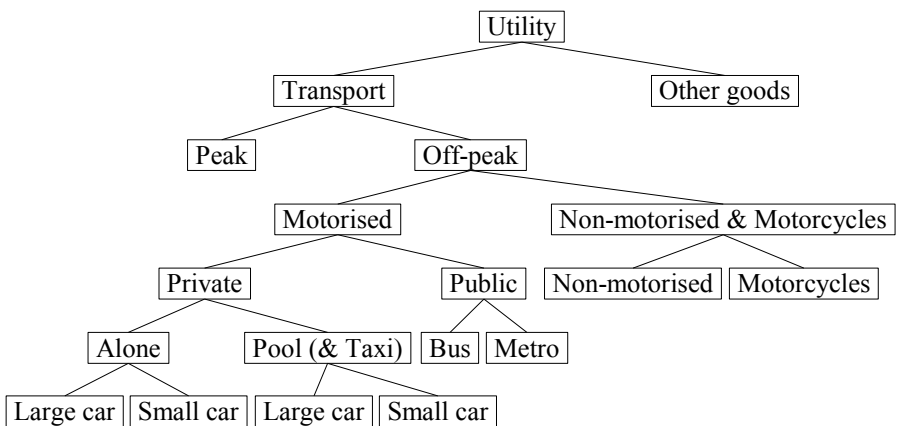 Utility
Transport
Other goods
Peak
Off-peak
Motorised
Non-motorised & Motorcycles
Private
Public
Non-motorised
Motorcycles
Alone
Pool (& Taxi)
Bus
Metro
Large car
Small car
Large car
Small car